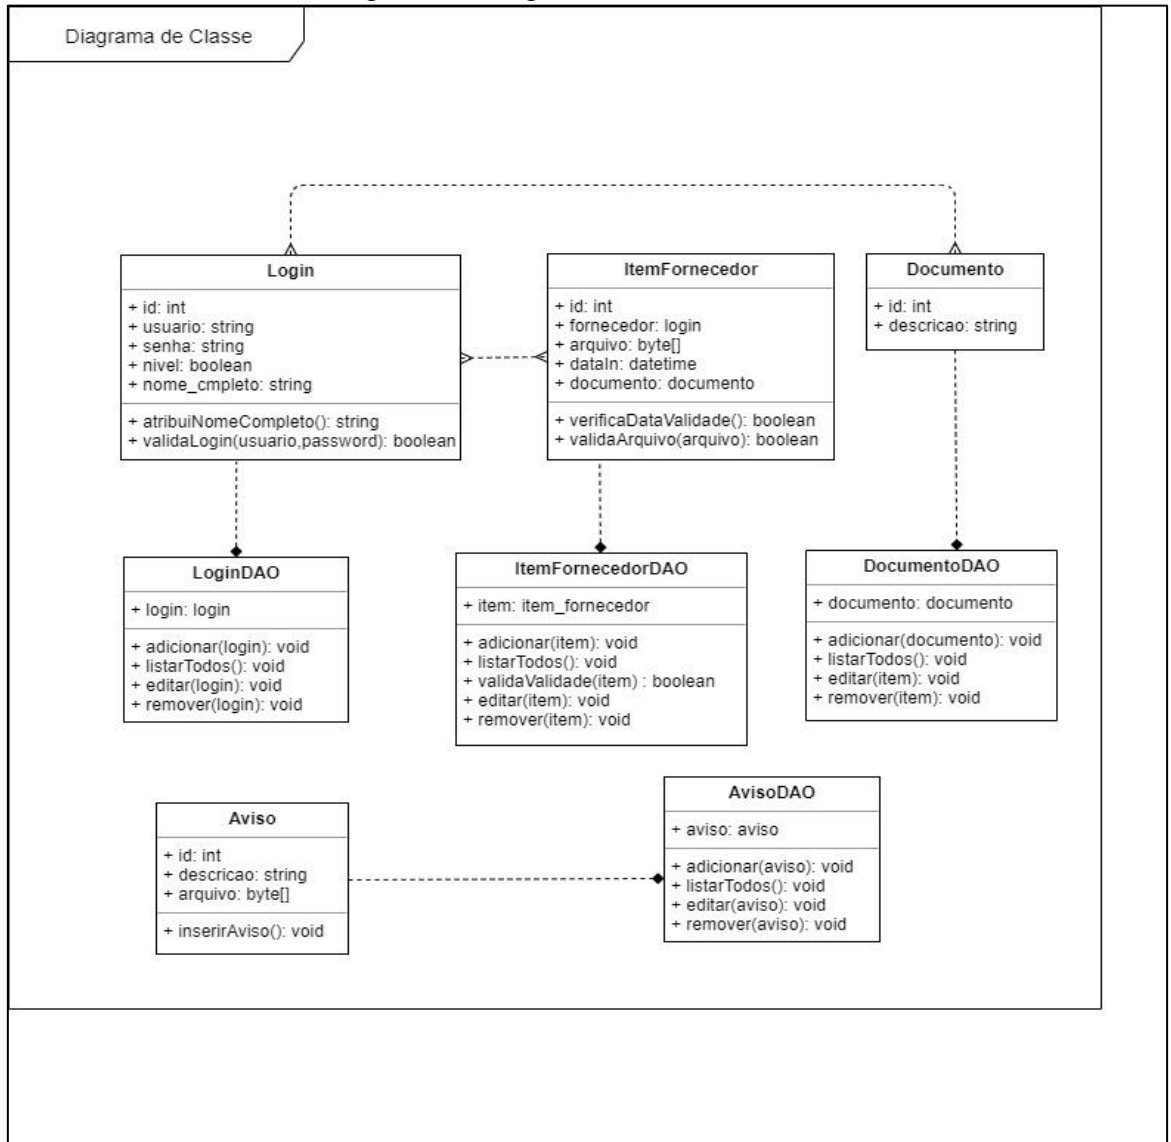 Diagrama de Classe
Login
+ id: int
+ usuario: string
+ senha: string
+ nivel: boolean
+ nome_cmpleto: string
+ atribuiNomeCompleto(): string
+ validaLogin(usuario,password): boolean
ItemFornecedor
+ id: int
+ fornecedor: login
+ arquivo: byte[]
+ dataIn: datetime
+ documento: documento
+ verificaDataValidade(): boolean
+ validaArquivo(arquivo): boolean
Documento
+ id: int
+ descricao: string
LoginDAO
+ login: login
+ adicionar(login): void
+ listarTodos(): void
+ editar(login): void
+ remover(login): void
ItemFornecedorDAO
+ item: item_fornecedor
+ adicionar(item): void
+ listarTodos(): void
+ validaValidade(item) : boolean
+ editar(item): void
+ remover(item): void
DocumentoDAO
+ documento: documento
+ adicionar(documento): void
+ listarTodos(): void
+ editar(item): void
+ remover(item): void
Aviso
+ id: int
+ descricao: string
+ arquivo: byte[]
+ inserirAviso(): void
AvisoDAO
+ aviso: aviso
+ adicionar(aviso): void
+ listarTodos(): void
+ editar(aviso): void
+ remover(aviso): void